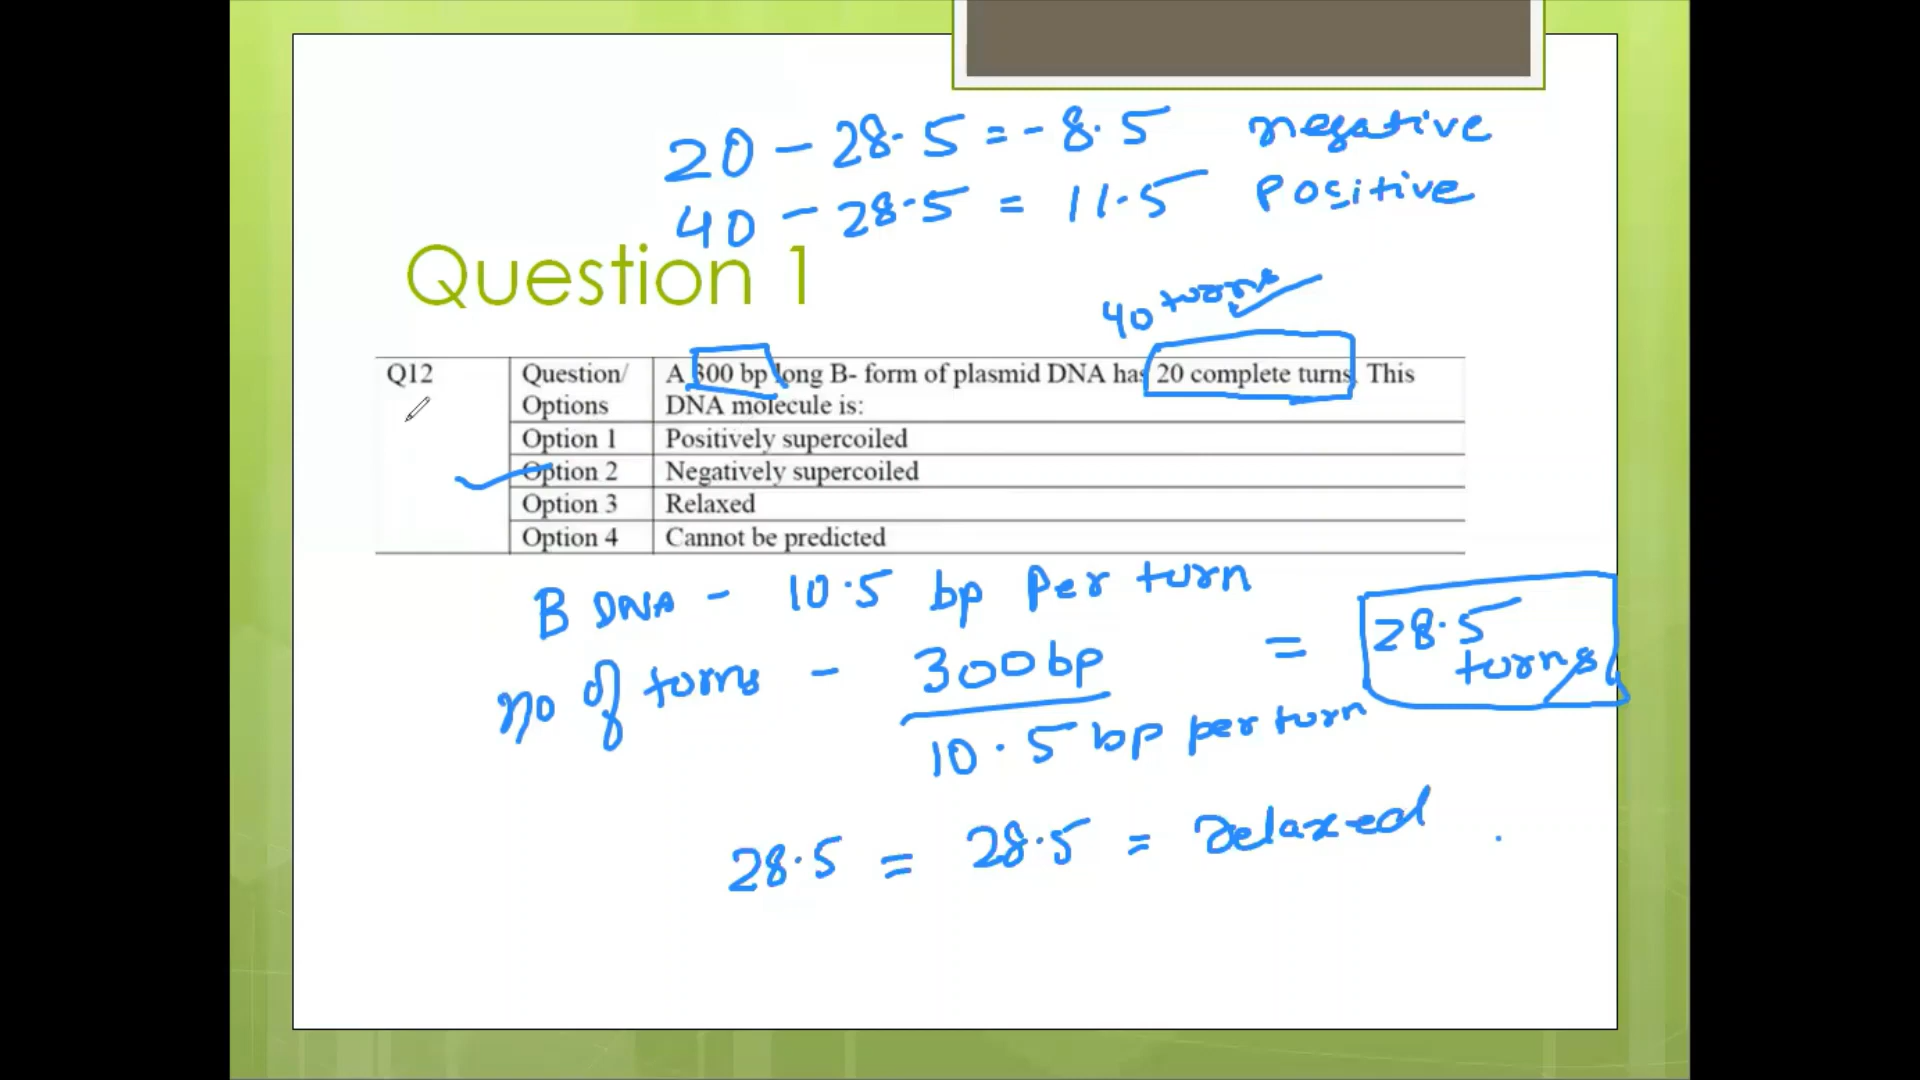 20 - 28.5 = -8.5 negative
40 - 28.5 = 11.5 positive
Question 1
40 turns
Q12 Question/ Options A 300 bp long B- form of plasmid DNA has 20 complete turns. This
DNA molecule is:
Option 1 Positively supercoiled
Option 2 Negatively supercoiled
Option 3 Relaxed
Option 4 Cannot be predicted
B DNA - 10.5 bp Per turn
no of turns - 300bp = 28.5 turns
10.5 bp per turn
28.5 = 28.5 = relaxed